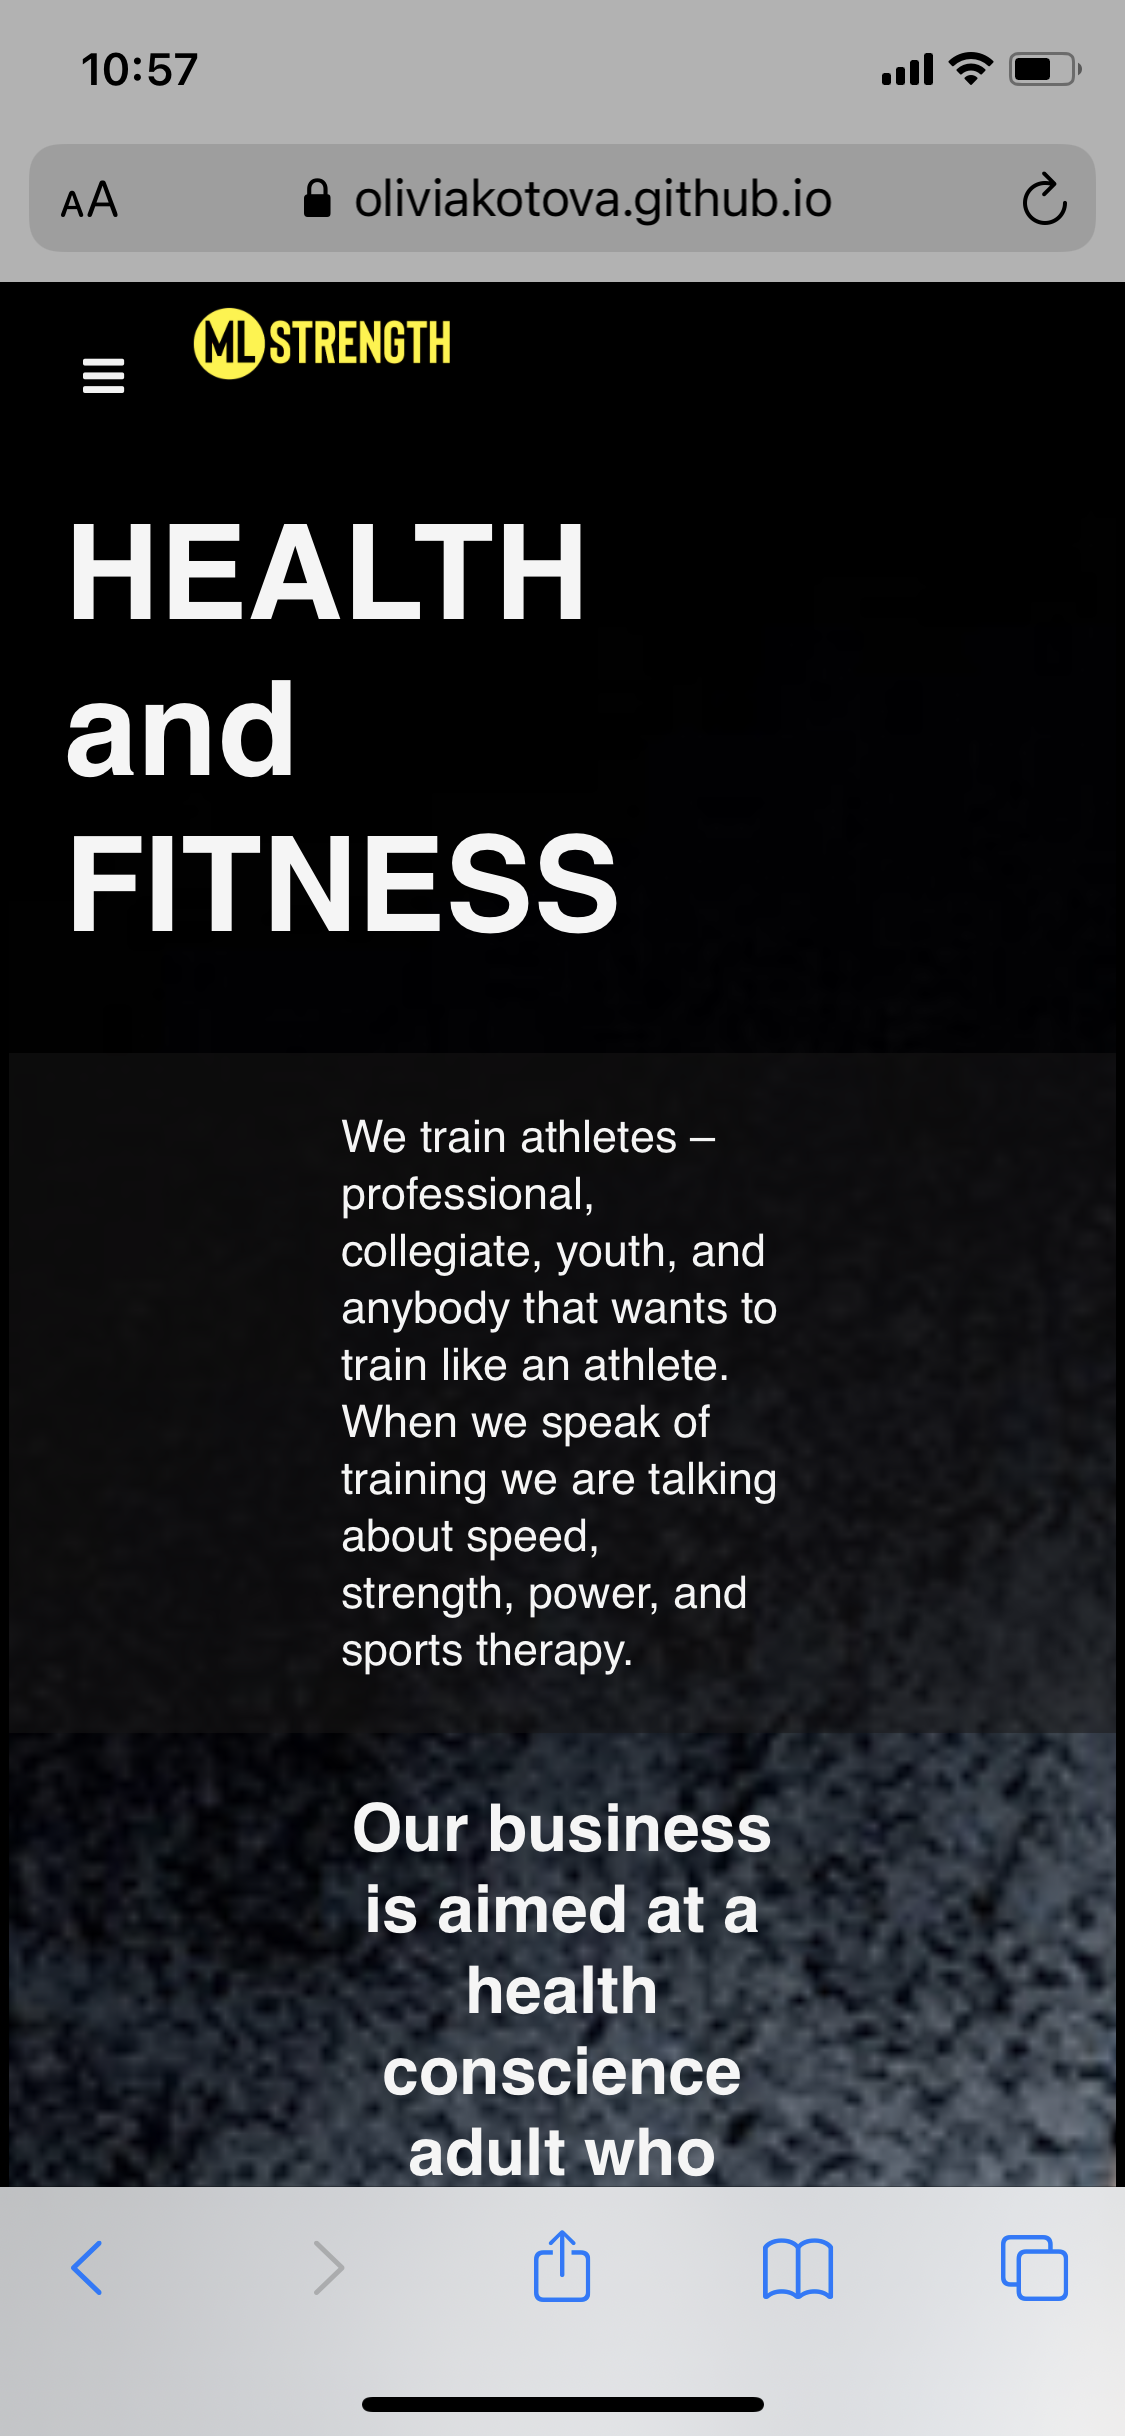 10:57
AA oliviakotova.github.io
ML STRENGTH
HEALTH
and
FITNESS
We train athletes –
professional,
collegiate, youth, and
anybody that wants to
train like an athlete.
When we speak of
training we are talking
about speed,
strength, power, and
sports therapy.
Our business
is aimed at a
health
conscience
adult who